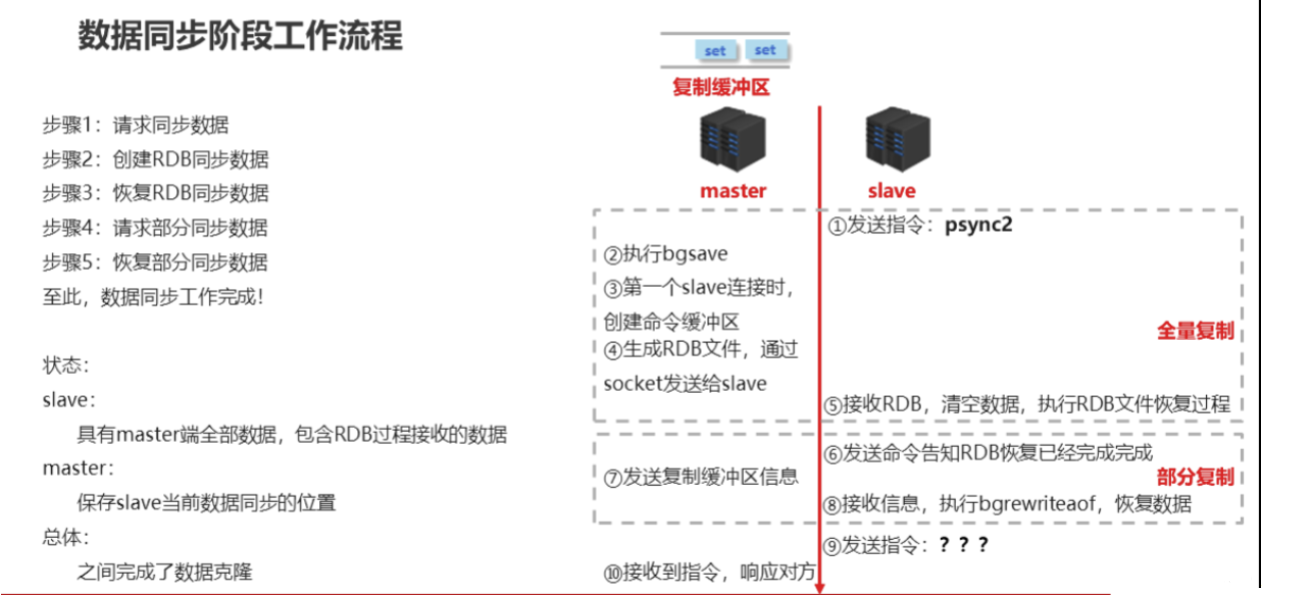 数据同步阶段工作流程
步骤1：请求同步数据
步骤2：创建RDB同步数据
步骤3：恢复RDB同步数据
步骤4：请求部分同步数据
步骤5：恢复部分同步数据
至此，数据同步工作完成！
状态：
slave：
具有master端全部数据，包含RDB过程接收的数据
master：
保存slave当前数据同步的位置
总体：
之间完成了数据克隆
set set
复制缓冲区
master slave
①发送指令：psync2
②执行bgsave
③第一个slave连接时，
创建命令缓冲区
全量复制
④生成RDB文件，通过
socket发送给slave
⑤接收RDB，清空数据，执行RDB文件恢复过程
⑥发送命令告知RDB恢复已经完成完成
⑦发送复制缓冲区信息
部分复制
⑧接收信息，执行bgrewriteaof，恢复数据
⑨发送指令：？？？
⑩接收到指令，响应对方